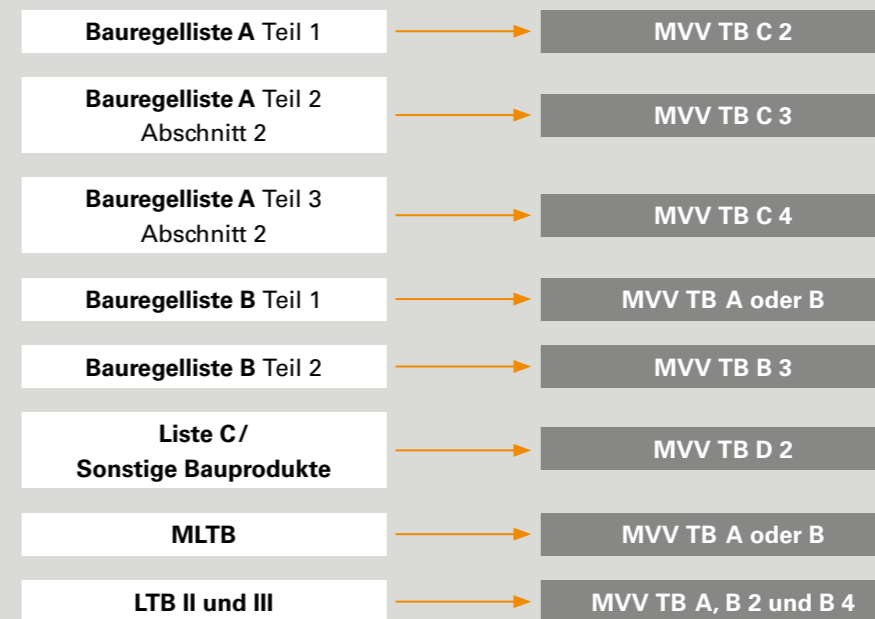 Bauregelliste A Teil 1
MVV TB C 2
Bauregelliste A Teil 2
Abschnitt 2
MVV TB C 3
Bauregelliste A Teil 3
Abschnitt 2
MVV TB C 4
Bauregelliste B Teil 1
MVV TB A oder B
Bauregelliste B Teil 2
MVV TB B 3
Liste C/
Sonstige Bauprodukte
MVV TB D 2
MLTB
MVV TB A oder B
LTB II und III
MVV TB A, B 2 und B 4